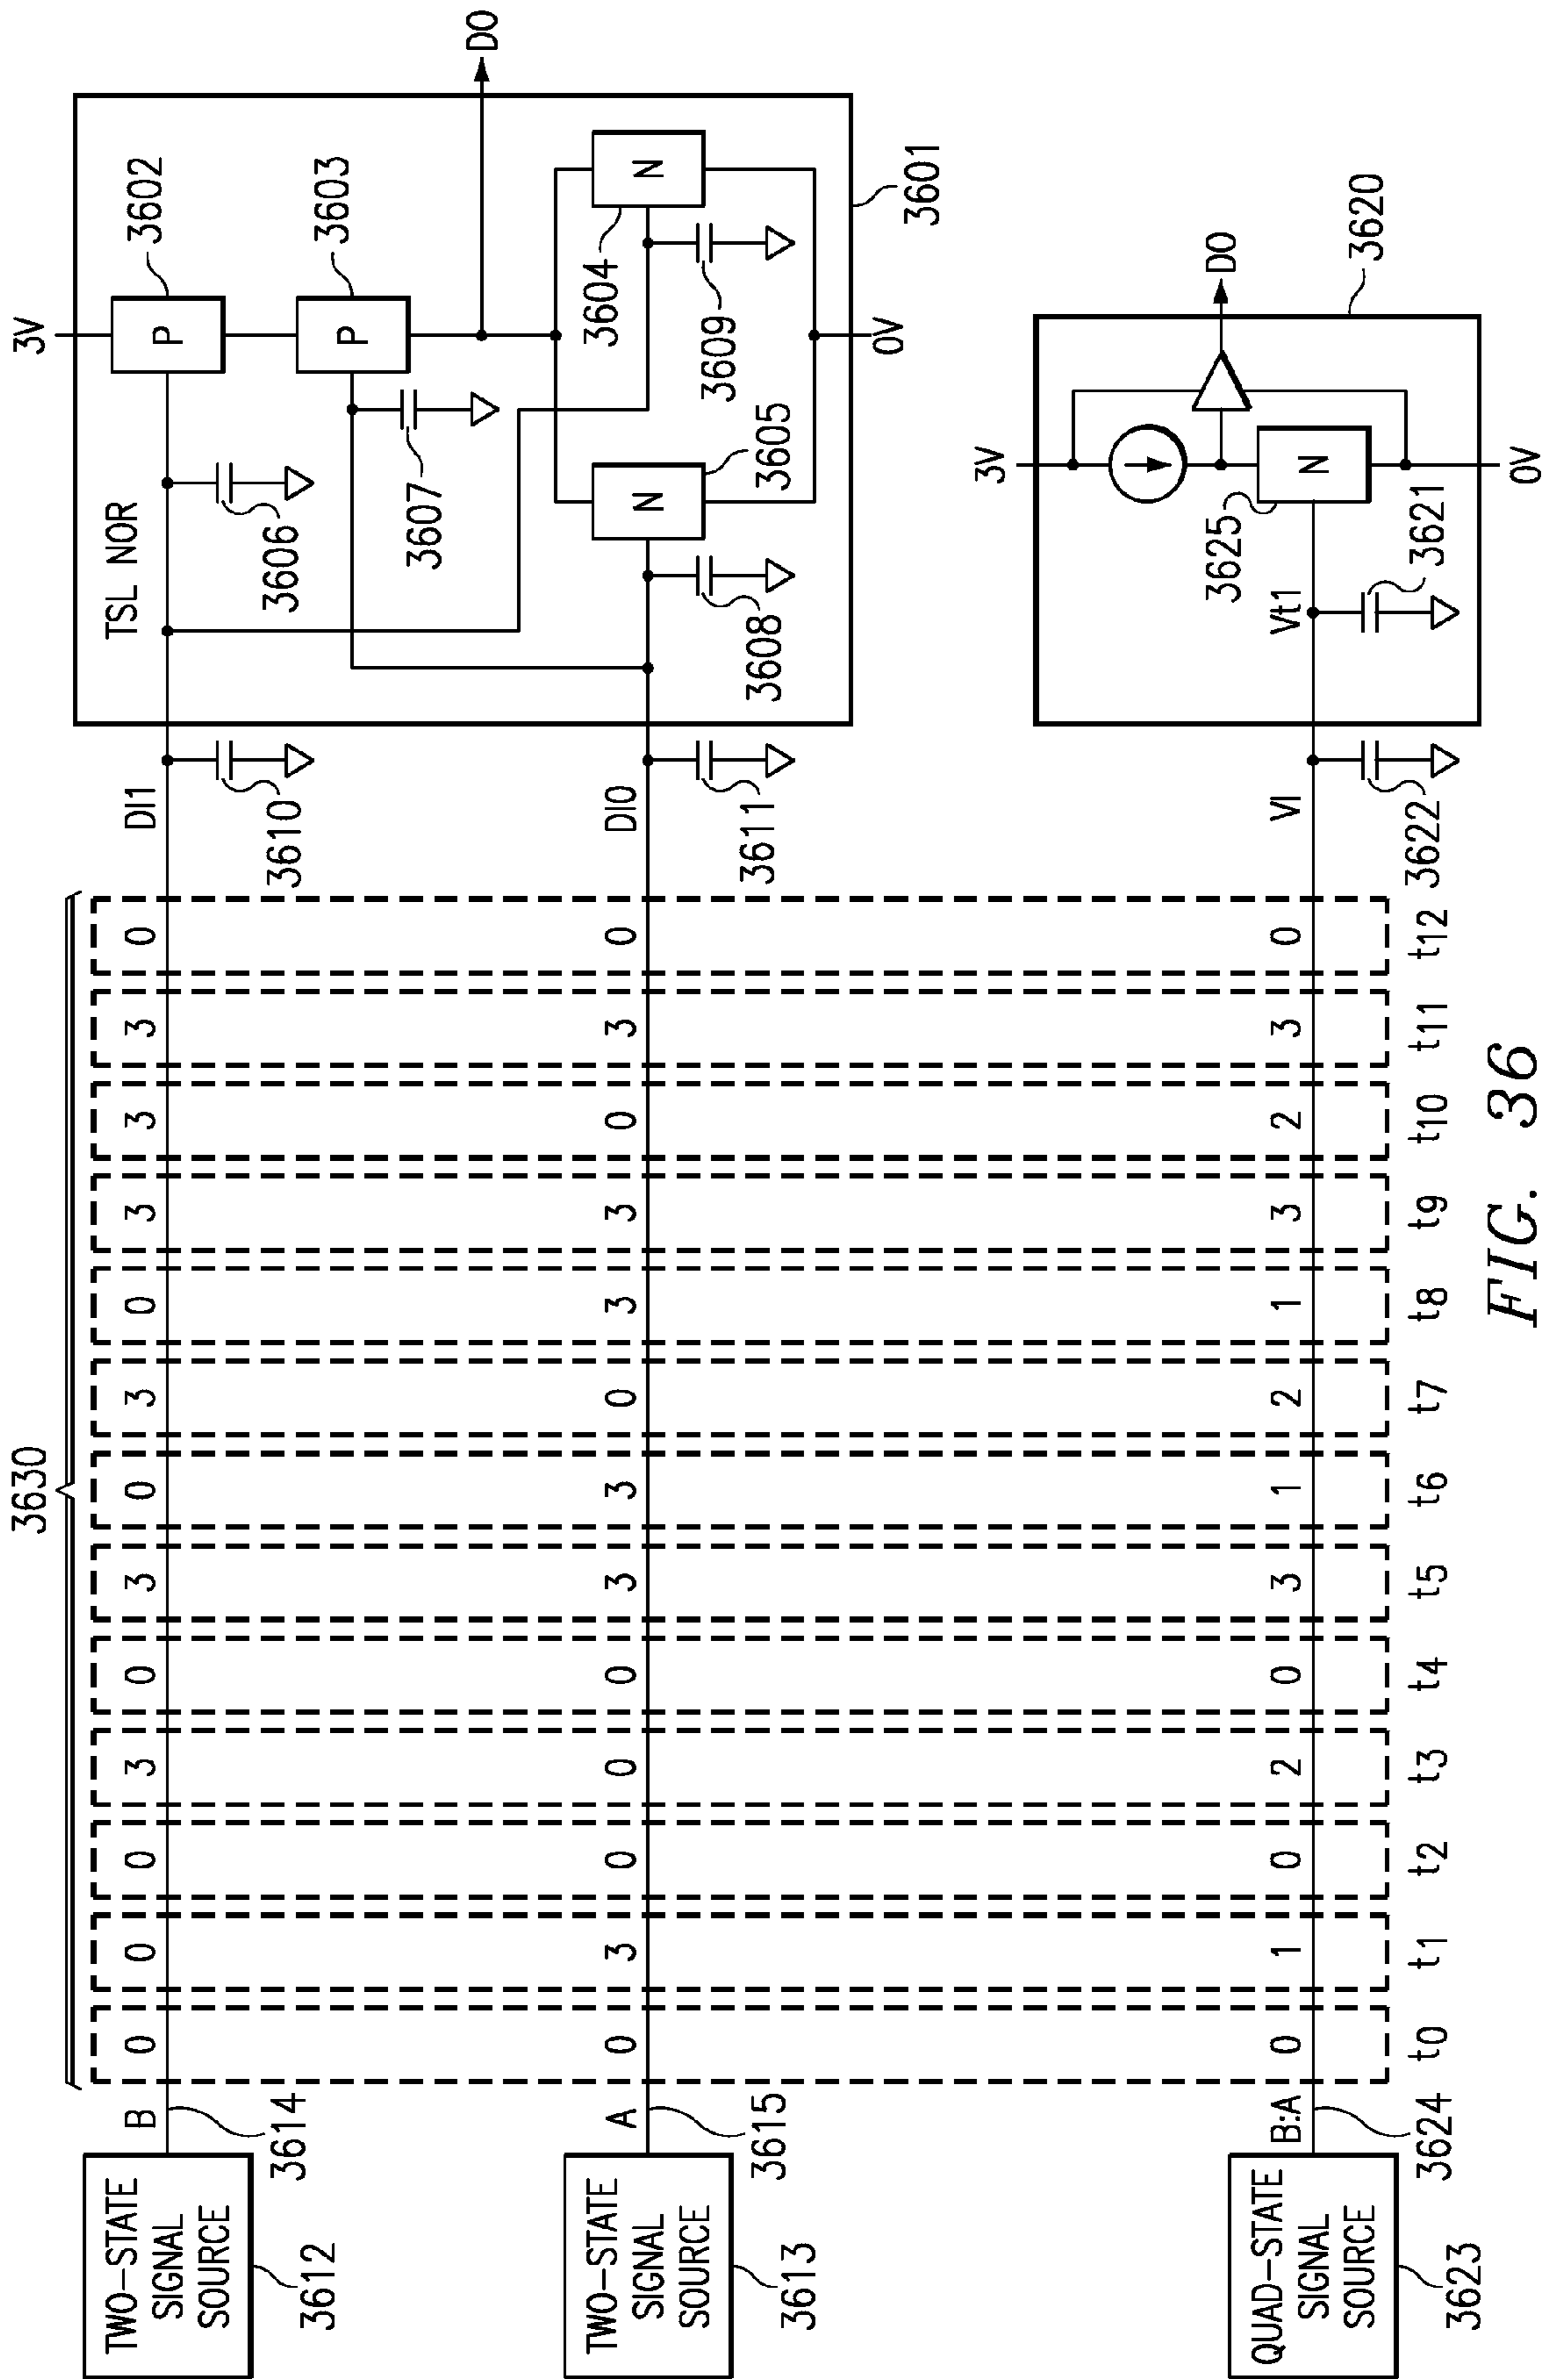 3630
TWO-STATE
SIGNAL
SOURCE
3612
B
3614
0 0 0 3 0 3 0 3 0 3 3 3 0
DI1
3610
TSL NOR
3606
3V
P
3602
P
3603
3607
DO
N
3604
3609
N
3605
3608
0V
3601
TWO-STATE
SIGNAL
SOURCE
3613
A
3615
0 3 0 0 0 3 3 0 3 3 0 3 0
DI0
3611
QUAD-STATE
SIGNAL
SOURCE
3623
B:A
3624
0 1 0 2 0 3 1 2 1 3 2 3 0
VI
3622
Vt1
3621
3V
3625
N
DO
3620
0V
t0 t1 t2 t3 t4 t5 t6 t7 t8 t9 t10 t11 t12
FIG. 36